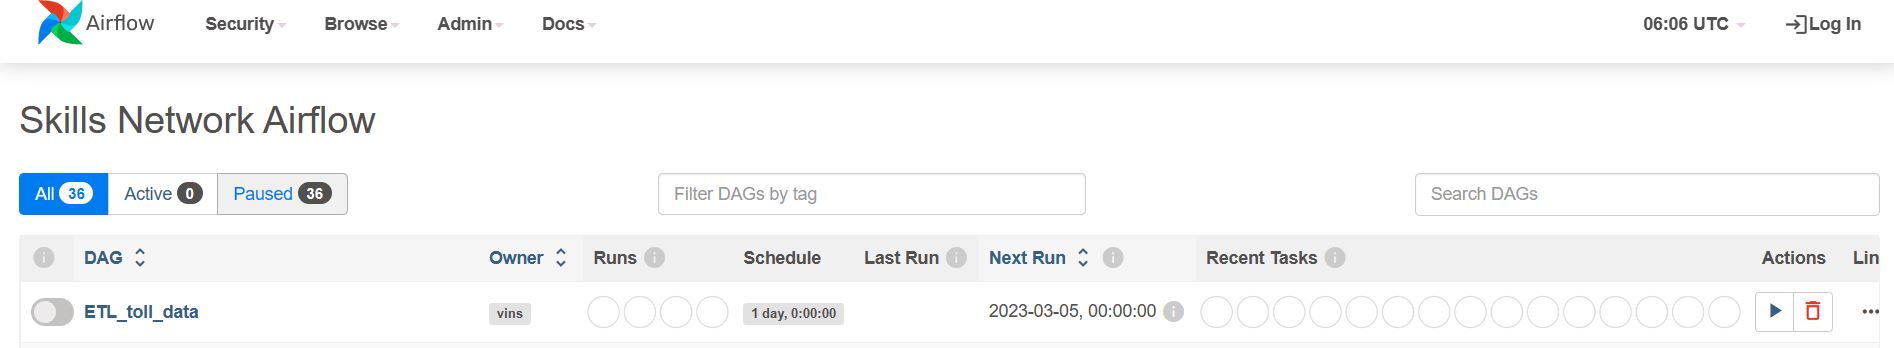 Airflow Security Browse Admin Docs 06:06 UTC Log In
Skills Network Airflow
All 36 Active 0 Paused 36 Filter DAGs by tag Search DAGs
i DAG Owner Runs i Schedule Last Run i Next Run i Recent Tasks i Actions Lin
ETL_toll_data vins 1 day, 0:00:00 2023-03-05, 00:00:00 i ...